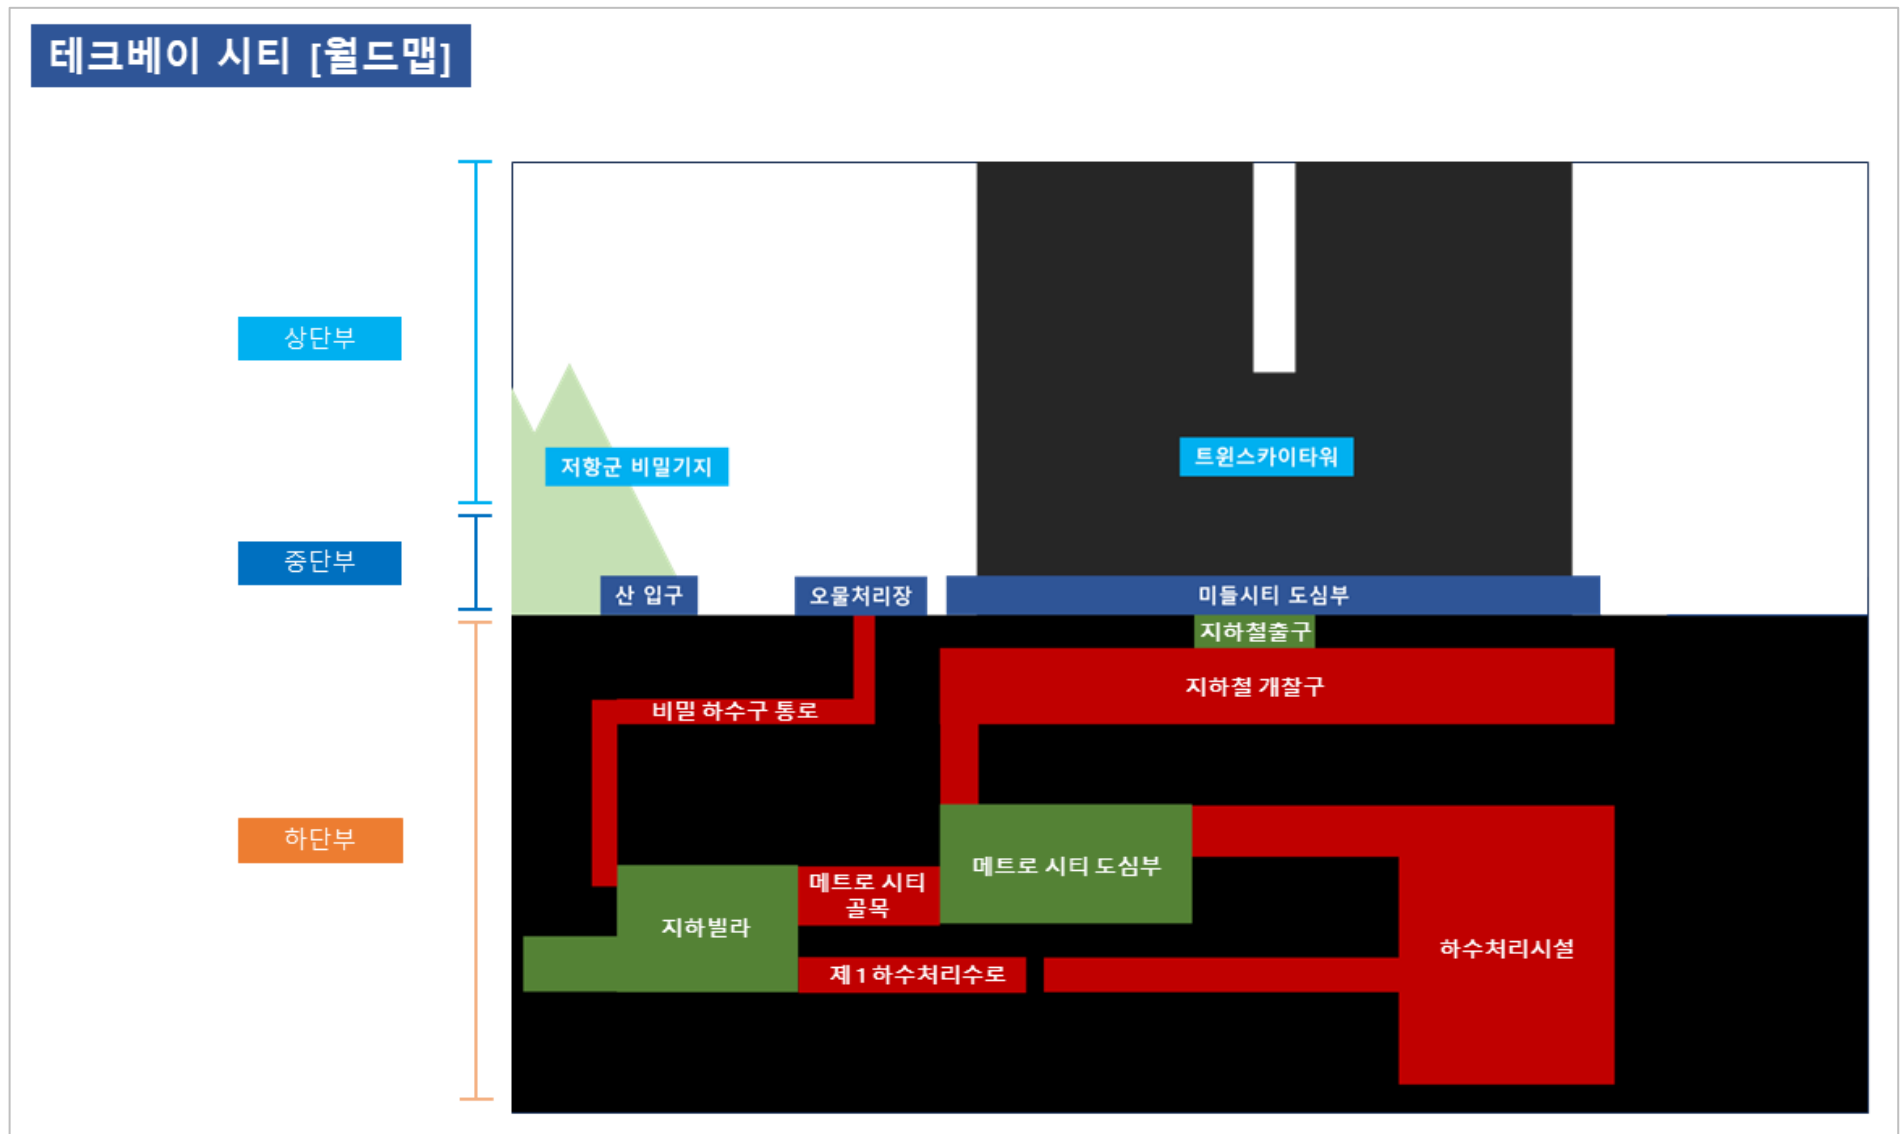 테크베이 시티 [월드맵]
상단부
저항군 비밀기지
트윈스카이타워
중단부
산 입구
오물처리장
미들시티 도심부
지하철출구
지하철 개찰구
비밀 하수구 통로
하단부
메트로 시티 도심부
메트로 시티
골목
지하빌라
하수처리시설
제1하수처리수로